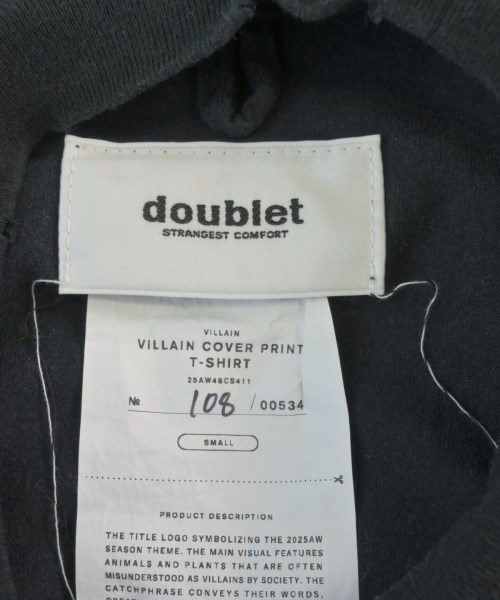 doublet
STRANGEST COMFORT
VILLAIN
VILLAIN COVER PRINT
T-SHIRT
25AW48CS411
№ 108 / 00534
SMALL
PRODUCT DESCRIPTION
THE TITLE LOGO SYMBOLIZING THE 2025AW
SEASON THEME. THE MAIN VISUAL FEATURES
ANIMALS AND PLANTS THAT ARE OFTEN
MISUNDERSTOOD AS VILLAINS BY SOCIETY. THE
CATCHPHRASE CONVEYS THEIR WORDS,